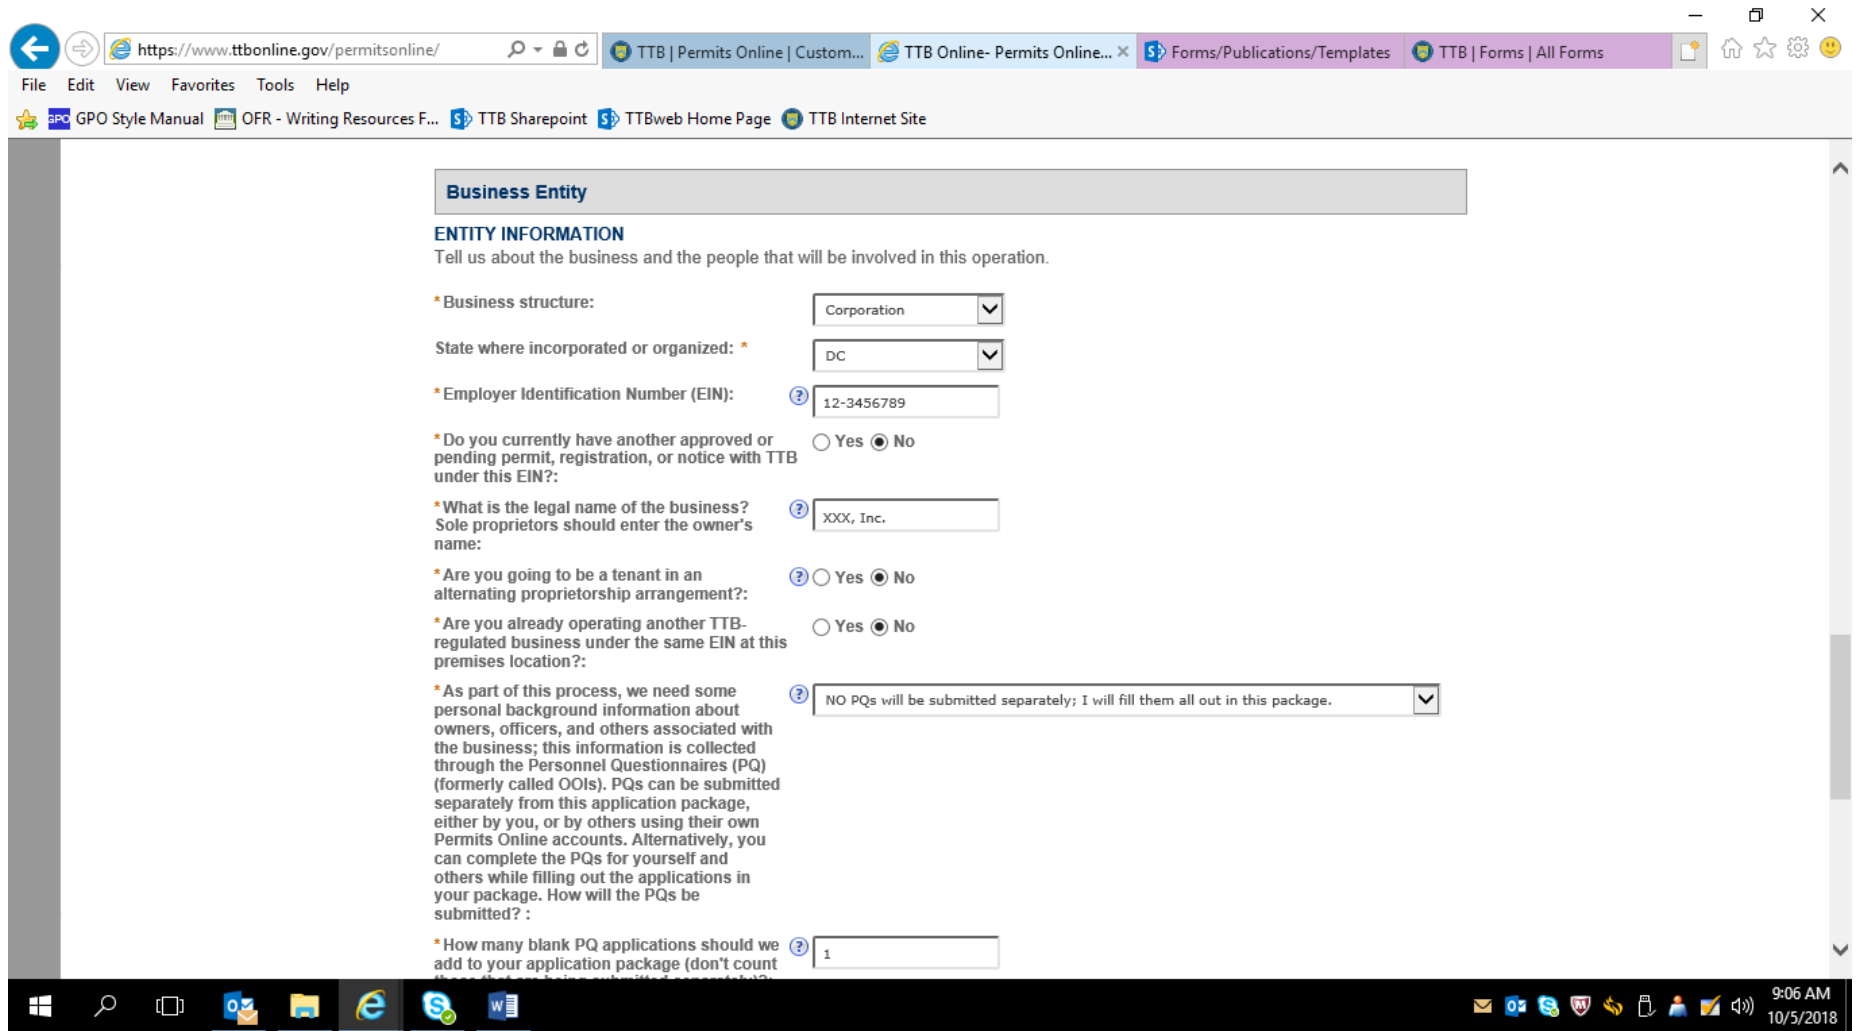 https://www.ttbonline.gov/permitsonline/
TTB | Permits Online | Custom...
TTB Online- Permits Online...
Forms/Publications/Templates
TTB | Forms | All Forms
File Edit View Favorites Tools Help
GPO GPO Style Manual
OFR - Writing Resources F...
TTB Sharepoint
TTBweb Home Page
TTB Internet Site
Business Entity
ENTITY INFORMATION
Tell us about the business and the people that will be involved in this operation.
*Business structure:
Corporation
State where incorporated or organized: *
DC
*Employer Identification Number (EIN):
12-3456789
*Do you currently have another approved or
pending permit, registration, or notice with TTB
under this EIN?:
Yes No
*What is the legal name of the business?
Sole proprietors should enter the owner's
name:
XXX, Inc.
*Are you going to be a tenant in an
alternating proprietorship arrangement?:
Yes No
*Are you already operating another TTB-
regulated business under the same EIN at this
premises location?:
Yes No
*As part of this process, we need some
personal background information about
owners, officers, and others associated with
the business; this information is collected
through the Personnel Questionnaires (PQ)
(formerly called OOIs). PQs can be submitted
separately from this application package,
either by you, or by others using their own
Permits Online accounts. Alternatively, you
can complete the PQs for yourself and
others while filling out the applications in
your package. How will the PQs be
submitted? :
NO PQs will be submitted separately; I will fill them all out in this package.
*How many blank PQ applications should we
add to your application package (don't count
those that are being submitted separately)?:
1
9:06 AM
10/5/2018